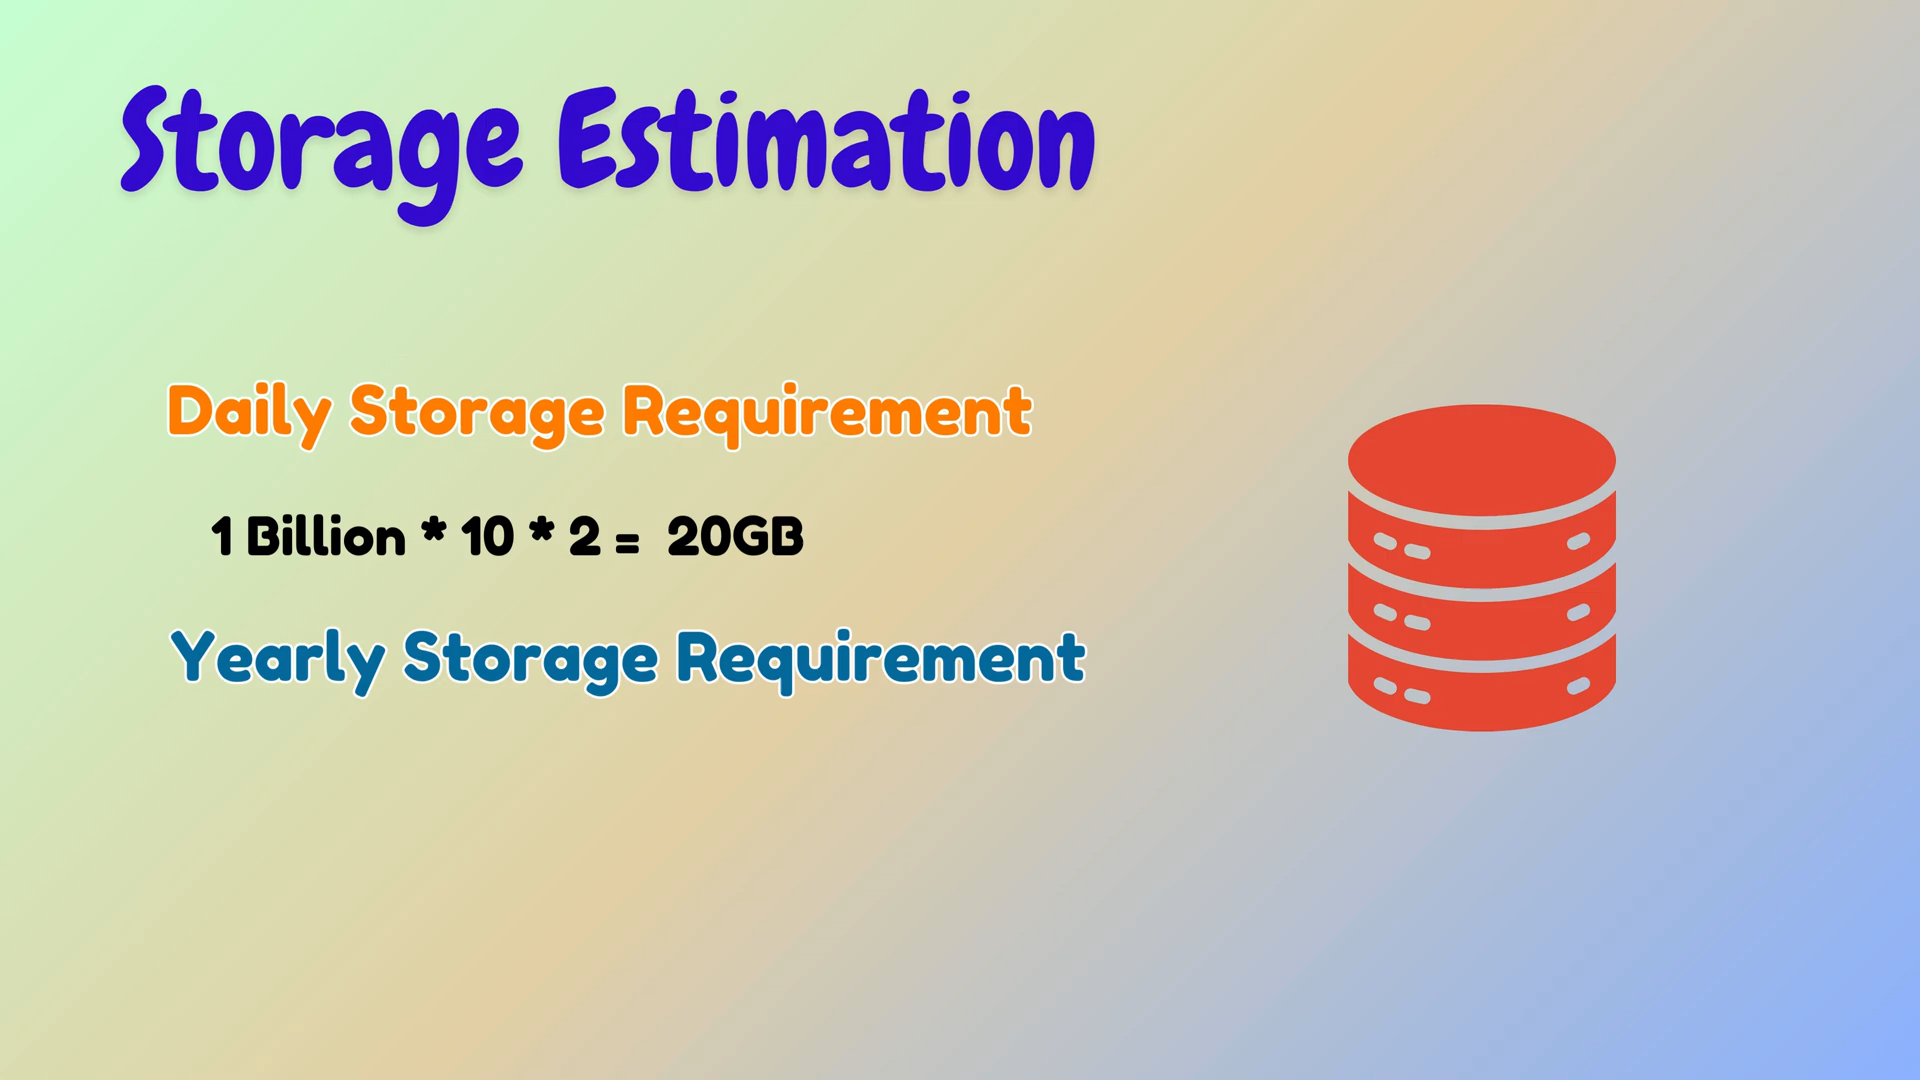 Storage Estimation
Daily Storage Requirement
1 Billion * 10 * 2 = 20GB
Yearly Storage Requirement